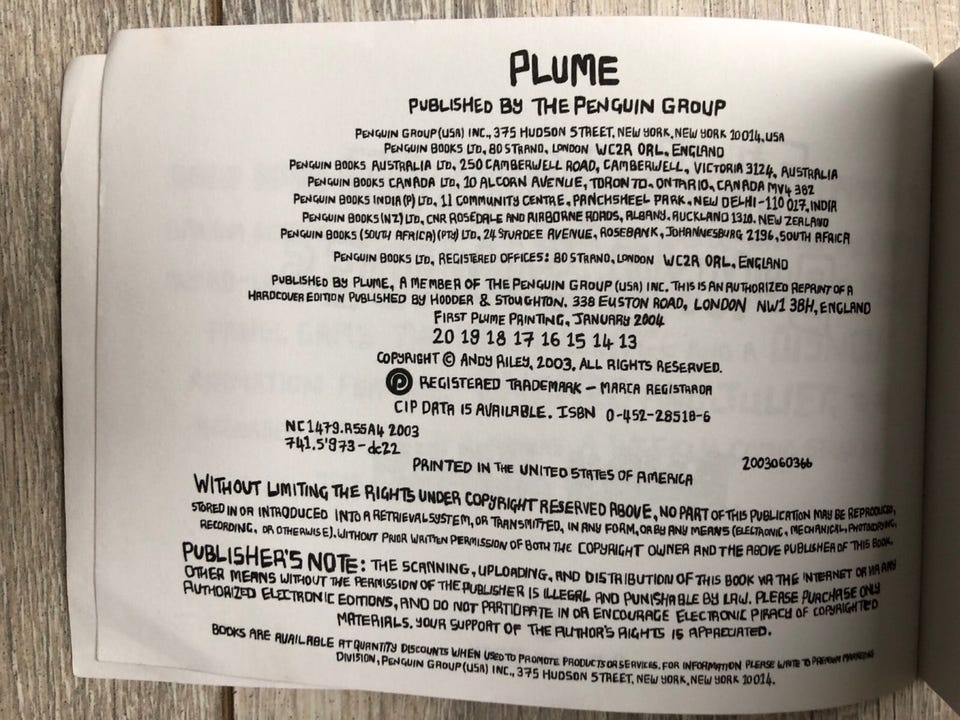 PLUME
PUBLISHED BY THE PENGUIN GROUP
PENGUIN GROUP (USA) INC., 375 HUDSON STREET, NEW YORK, NEW YORK 10014, USA
PENGUIN BOOKS LTD, 80 STRAND, LONDON WC2R ORL, ENGLAND
PENGUIN BOOKS AUSTRALIA LTD, 250 CAMBERWELL ROAD, CAMBERWELL, VICTORIA 3124, AUSTRALIA
PENGUIN BOOKS CANADA LTD, 10 ALCORN AVENUE, TORONTO, ONTARIO, CANADA MV4 3B2
PENGUIN BOOKS INDIA (P) LTD, 11 COMMUNITY CENTRE, PANCHSHEEL PARK, NEW DELHI-110 017, INDIA
PENGUIN BOOKS (NZ) LTD, CNR ROSEDALE AND AIRBORNE ROADS, ALBANY, AUCKLAND 1310, NEW ZEALAND
PENGUIN BOOKS (SOUTH AFRICA) (PTY) LTD, 24 STURDEE AVENUE, ROSEBANK, JOHANNESBURG 2196, SOUTH AFRICA
PENGUIN BOOKS LTD, REGISTERED OFFICES: 80 STRAND, LONDON WC2R ORL, ENGLAND
PUBLISHED BY PLUME, A MEMBER OF THE PENGUIN GROUP (USA) INC. THIS IS AN AUTHORIZED REPRINT OF A
HARDCOVER EDITION PUBLISHED BY HODDER & STOUGHTON. 338 EUSTON ROAD, LONDON NW1 3BH, ENGLAND
FIRST PLUME PRINTING, JANUARY 2004
20 19 18 17 16 15 14 13
COPYRIGHT © ANDY RILEY, 2003. ALL RIGHTS RESERVED.
P REGISTERED TRADEMARK – MARCA REGISTRADA
CIP DATA IS AVAILABLE. ISBN 0-452-28518-6
NC1479.R55A4 2003
741.5'973-dc22
2003060366
PRINTED IN THE UNITED STATES OF AMERICA
WITHOUT LIMITING THE RIGHTS UNDER COPYRIGHT RESERVED ABOVE, NO PART OF THIS PUBLICATION MAY BE REPRODUCED,
STORED IN OR INTRODUCED INTO A RETRIEVAL SYSTEM, OR TRANSMITTED, IN ANY FORM, OR BY ANY MEANS (ELECTRONIC, MECHANICAL, PHOTOCOPYING,
RECORDING, OR OTHERWISE), WITHOUT PRIOR WRITTEN PERMISSION OF BOTH THE COPYRIGHT OWNER AND THE ABOVE PUBLISHER OF THIS BOOK.
PUBLISHER'S NOTE: THE SCANNING, UPLOADING, AND DISTRIBUTION OF THIS BOOK VIA THE INTERNET OR VIA ANY
OTHER MEANS WITHOUT THE PERMISSION OF THE PUBLISHER IS ILLEGAL AND PUNISHABLE BY LAW. PLEASE PURCHASE ONLY
AUTHORIZED ELECTRONIC EDITIONS, AND DO NOT PARTICIPATE IN OR ENCOURAGE ELECTRONIC PIRACY OF COPYRIGHTED
MATERIALS. YOUR SUPPORT OF THE AUTHOR'S RIGHTS IS APPRECIATED.
BOOKS ARE AVAILABLE AT QUANTITY DISCOUNTS WHEN USED TO PROMOTE PRODUCTS OR SERVICES. FOR INFORMATION PLEASE WRITE TO PREMIUM MARKETING
DIVISION, PENGUIN GROUP (USA) INC., 375 HUDSON STREET, NEW YORK, NEW YORK 10014.